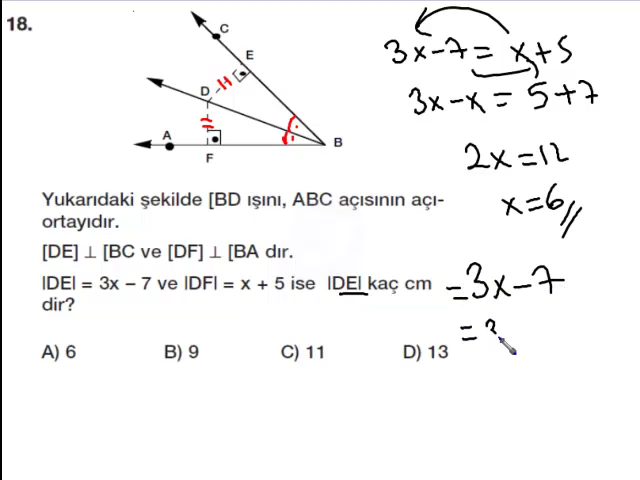 18.
C
E
D
A
B
F
3x-7 = x+5
3x-x = 5+7
2x = 12
x = 6 //
Yukarıdaki şekilde [BD ışını, ABC açısının açı-
ortayıdır.
[DE] ⊥ [BC ve [DF] ⊥ [BA dır.
|DE| = 3x – 7 ve |DF| = x + 5 ise |DE| kaç cm
dir?
= 3x-7
=
A) 6 B) 9 C) 11 D) 13